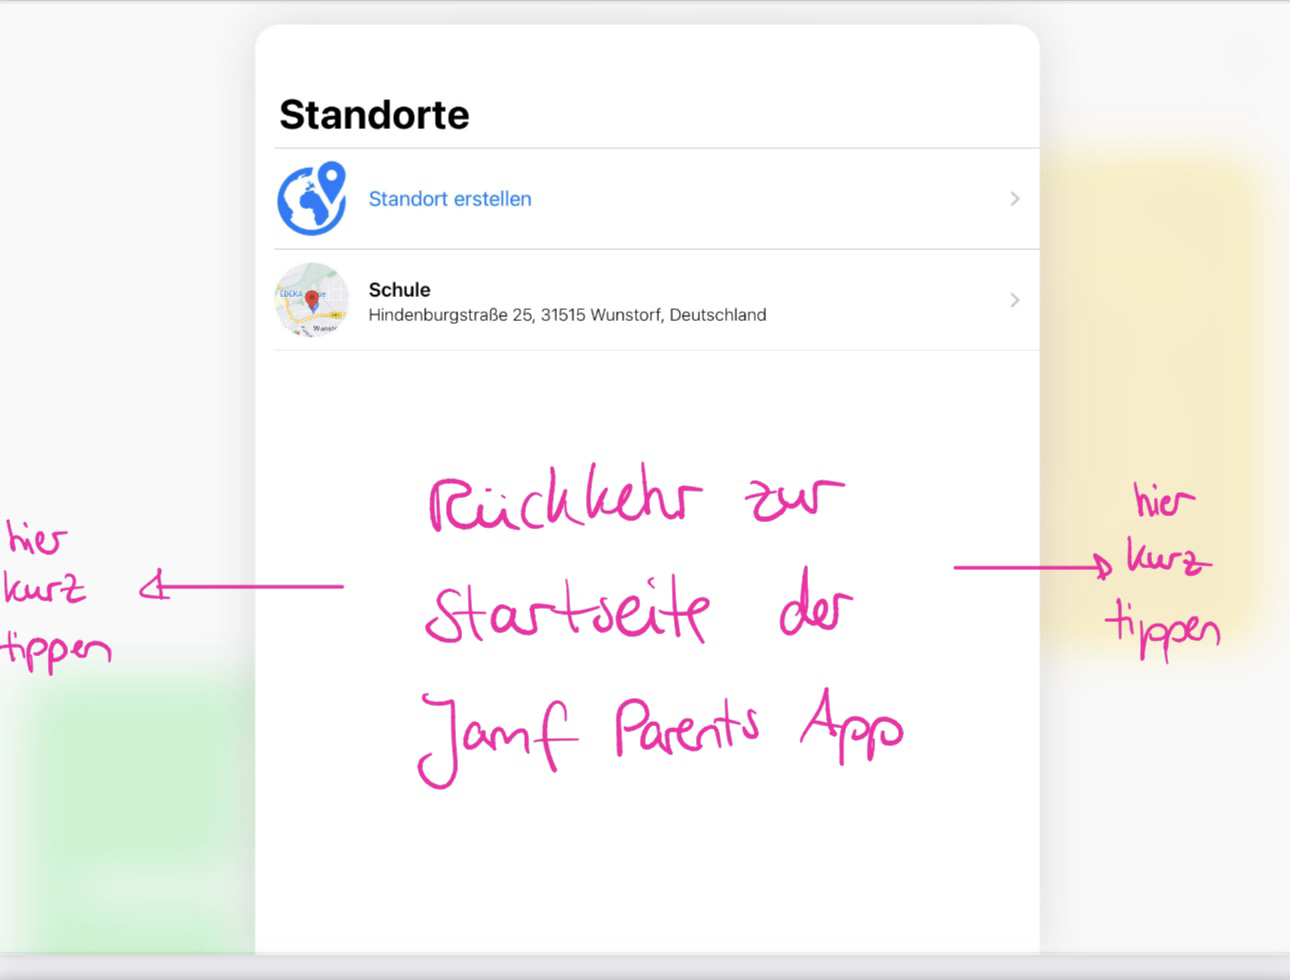 Standorte
Standort erstellen
Schule
Hindenburgstraße 25, 31515 Wunstorf, Deutschland
EDEKA
Rückkehr zur
Startseite der
Jamf Parents App
hier
kurz
tippen
hier
kurz
tippen